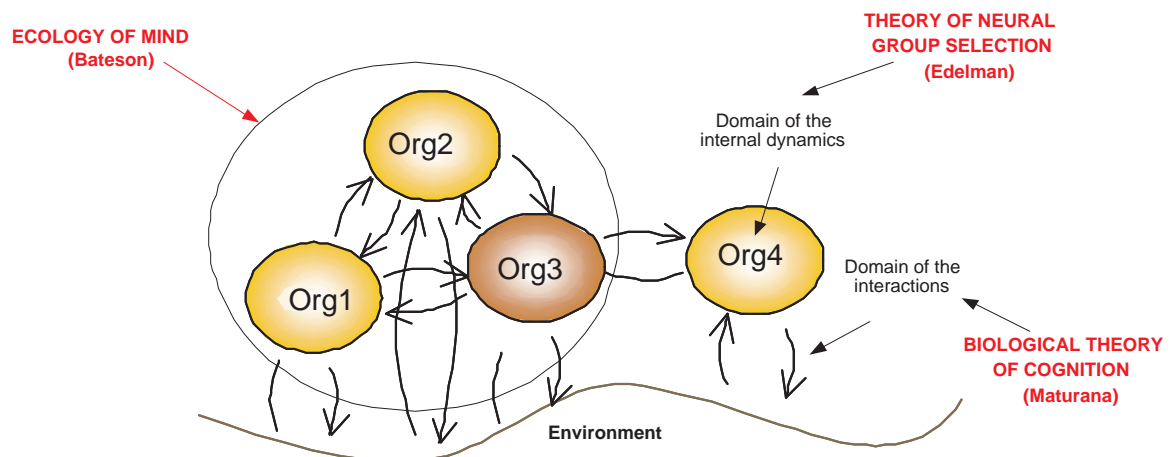 ECOLOGY OF MIND
(Bateson)
THEORY OF NEURAL
GROUP SELECTION
(Edelman)
Domain of the
internal dynamics
Org2
Org1
Org3
Org4
Domain of the
interactions
BIOLOGICAL THEORY
OF COGNITION
(Maturana)
Environment